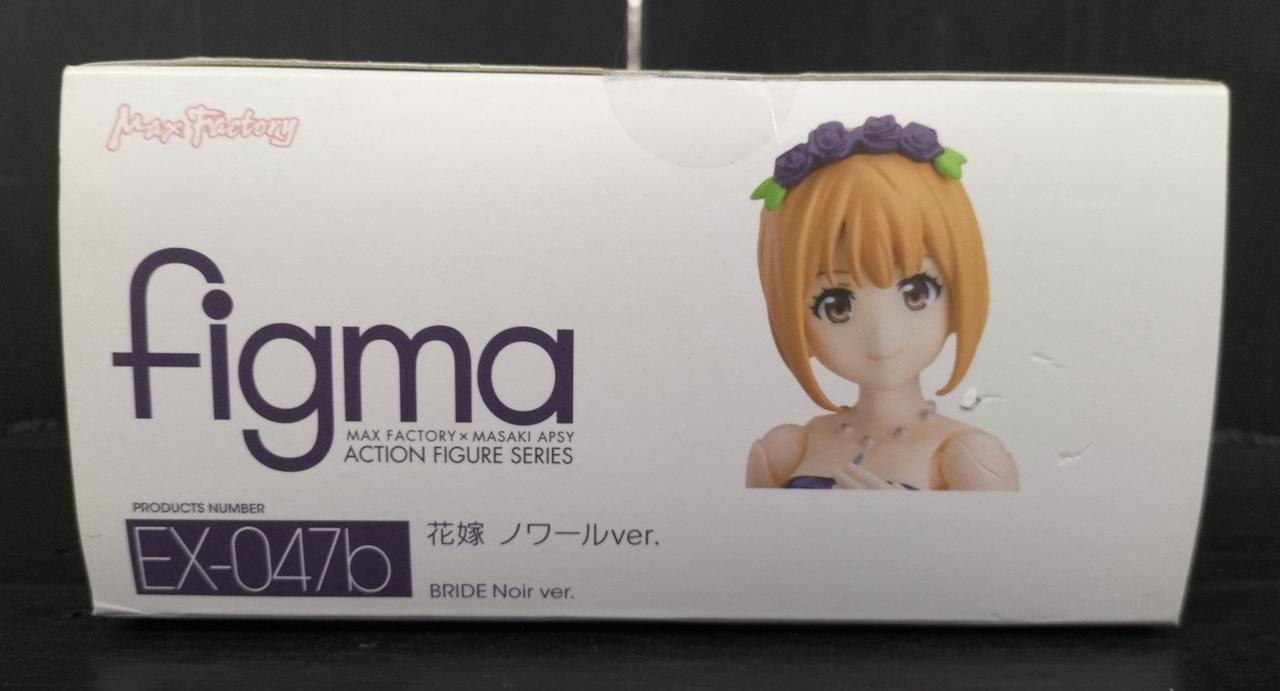 Max Factory
figma
MAX FACTORY×MASAKI APSY
ACTION FIGURE SERIES
PRODUCTS NUMBER
EX-047b
花嫁 ノワールver.
BRIDE Noir ver.